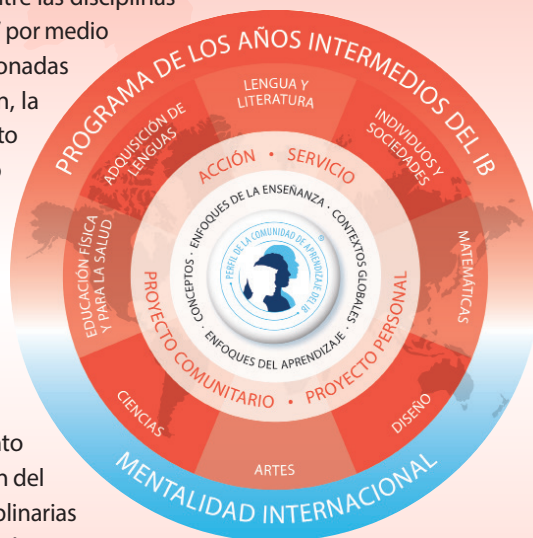 tre las disciplinas
por medio
onadas
n, la
to
PROGRAMA DE LOS AÑOS INTERMEDIOS DEL IB
LENGUA Y
LITERATURA
ADQUISICIÓN DE
LENGUAS
INDIVIDUOS Y
SOCIEDADES
EDUCACIÓN FÍSICA
Y PARA LA SALUD
MATEMÁTICAS
CIENCIAS
DISEÑO
ARTES
ACCIÓN • SERVICIO
PROYECTO COMUNITARIO • PROYECTO PERSONAL
CONCEPTOS · ENFOQUES DE LA ENSEÑANZA · CONTEXTOS GLOBALES ·
ENFOQUES DEL APRENDIZAJE ·
PERFIL DE LA COMUNIDAD DE APRENDIZAJE DEL IB
®
MENTALIDAD INTERNACIONAL
to
n del
plinarias